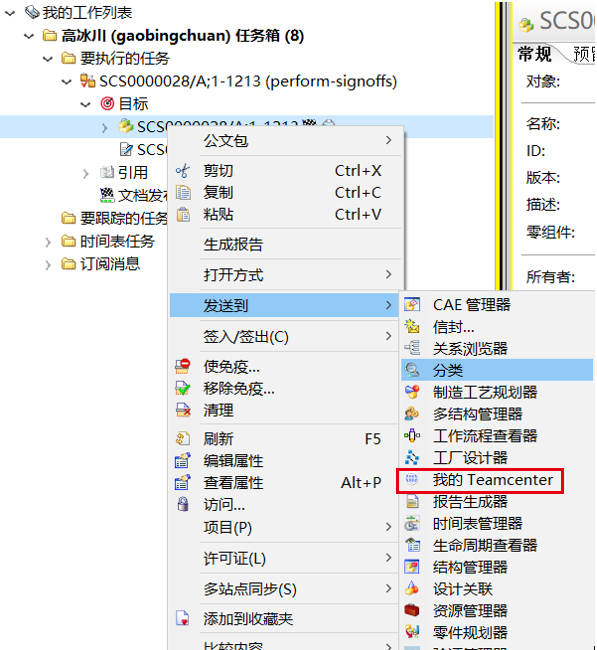 我的工作列表
高冰川 (gaobingchuan) 任务箱 (8)
要执行的任务
SCS0000028/A;1-1213 (perform-signoffs)
目标
SCS0000028/A;1-1213
SCS0
引用
文档发布
要跟踪的任务
时间表任务
订阅消息
公文包
剪切 Ctrl+X
复制 Ctrl+C
粘贴 Ctrl+V
生成报告
打开方式
发送到
签入/签出(C)
使免疫...
移除免疫...
清理
刷新 F5
编辑属性
查看属性 Alt+P
访问...
项目(P)
许可证(L)
多站点同步(S)
添加到收藏夹
比较内容
CAE 管理器
信封...
关系浏览器
分类
制造工艺规划器
多结构管理器
工作流程查看器
工厂设计器
我的 Teamcenter
报告生成器
时间表管理器
生命周期查看器
结构管理器
设计关联
资源管理器
零件规划器
SCS0
常规 预留
对象:
名称:
ID:
版本:
描述:
零组件:
所有者: